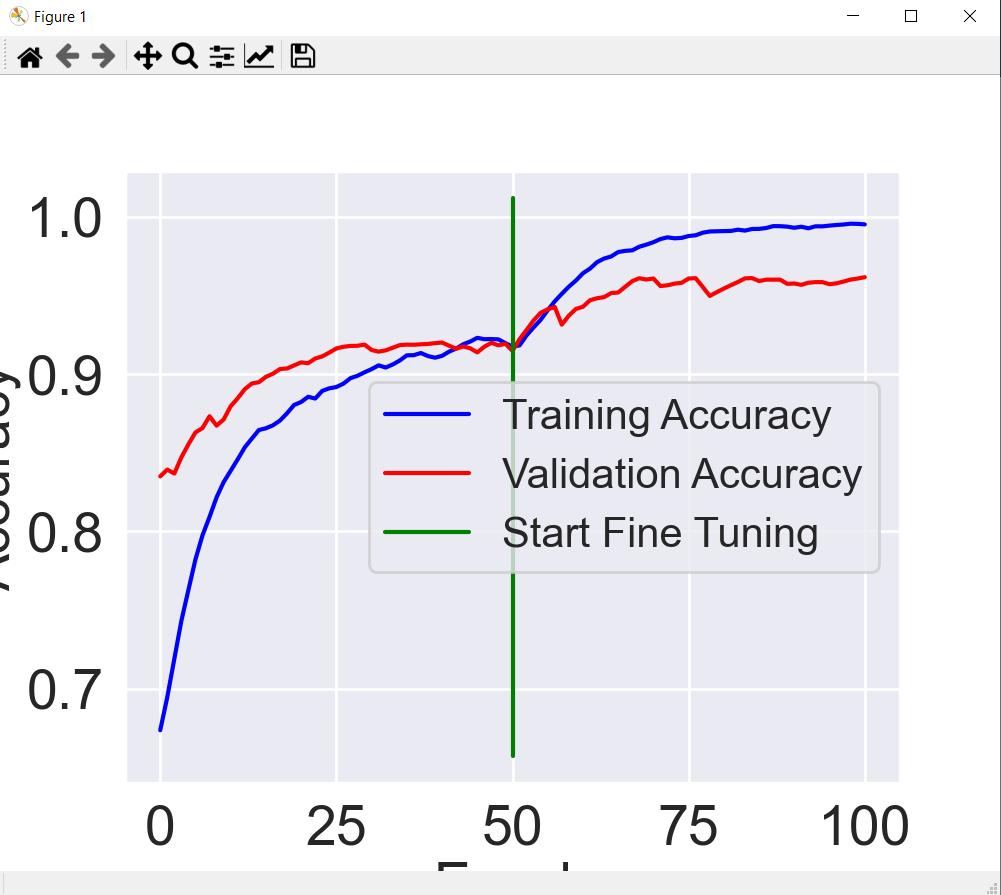 Figure 1
1.0
0.9
0.8
0.7
Training Accuracy
Validation Accuracy
Start Fine Tuning
0 25 50 75 100